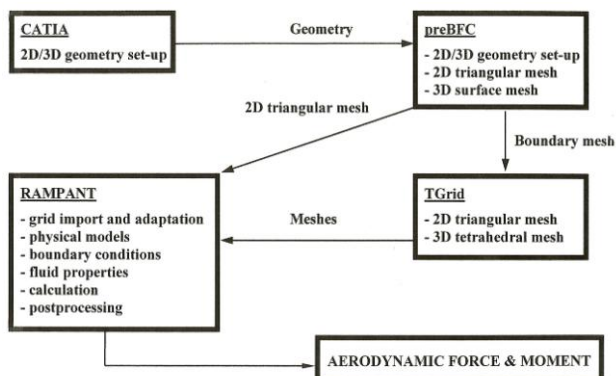 CATIA
2D/3D geometry set-up
Geometry
preBFC
- 2D/3D geometry set-up
- 2D triangular mesh
- 3D surface mesh
2D triangular mesh
Boundary mesh
RAMPANT
- grid import and adaptation
- physical models
- boundary conditions
- fluid properties
- calculation
- postprocessing
Meshes
TGrid
- 2D triangular mesh
- 3D tetrahedral mesh
AERODYNAMIC FORCE & MOMENT